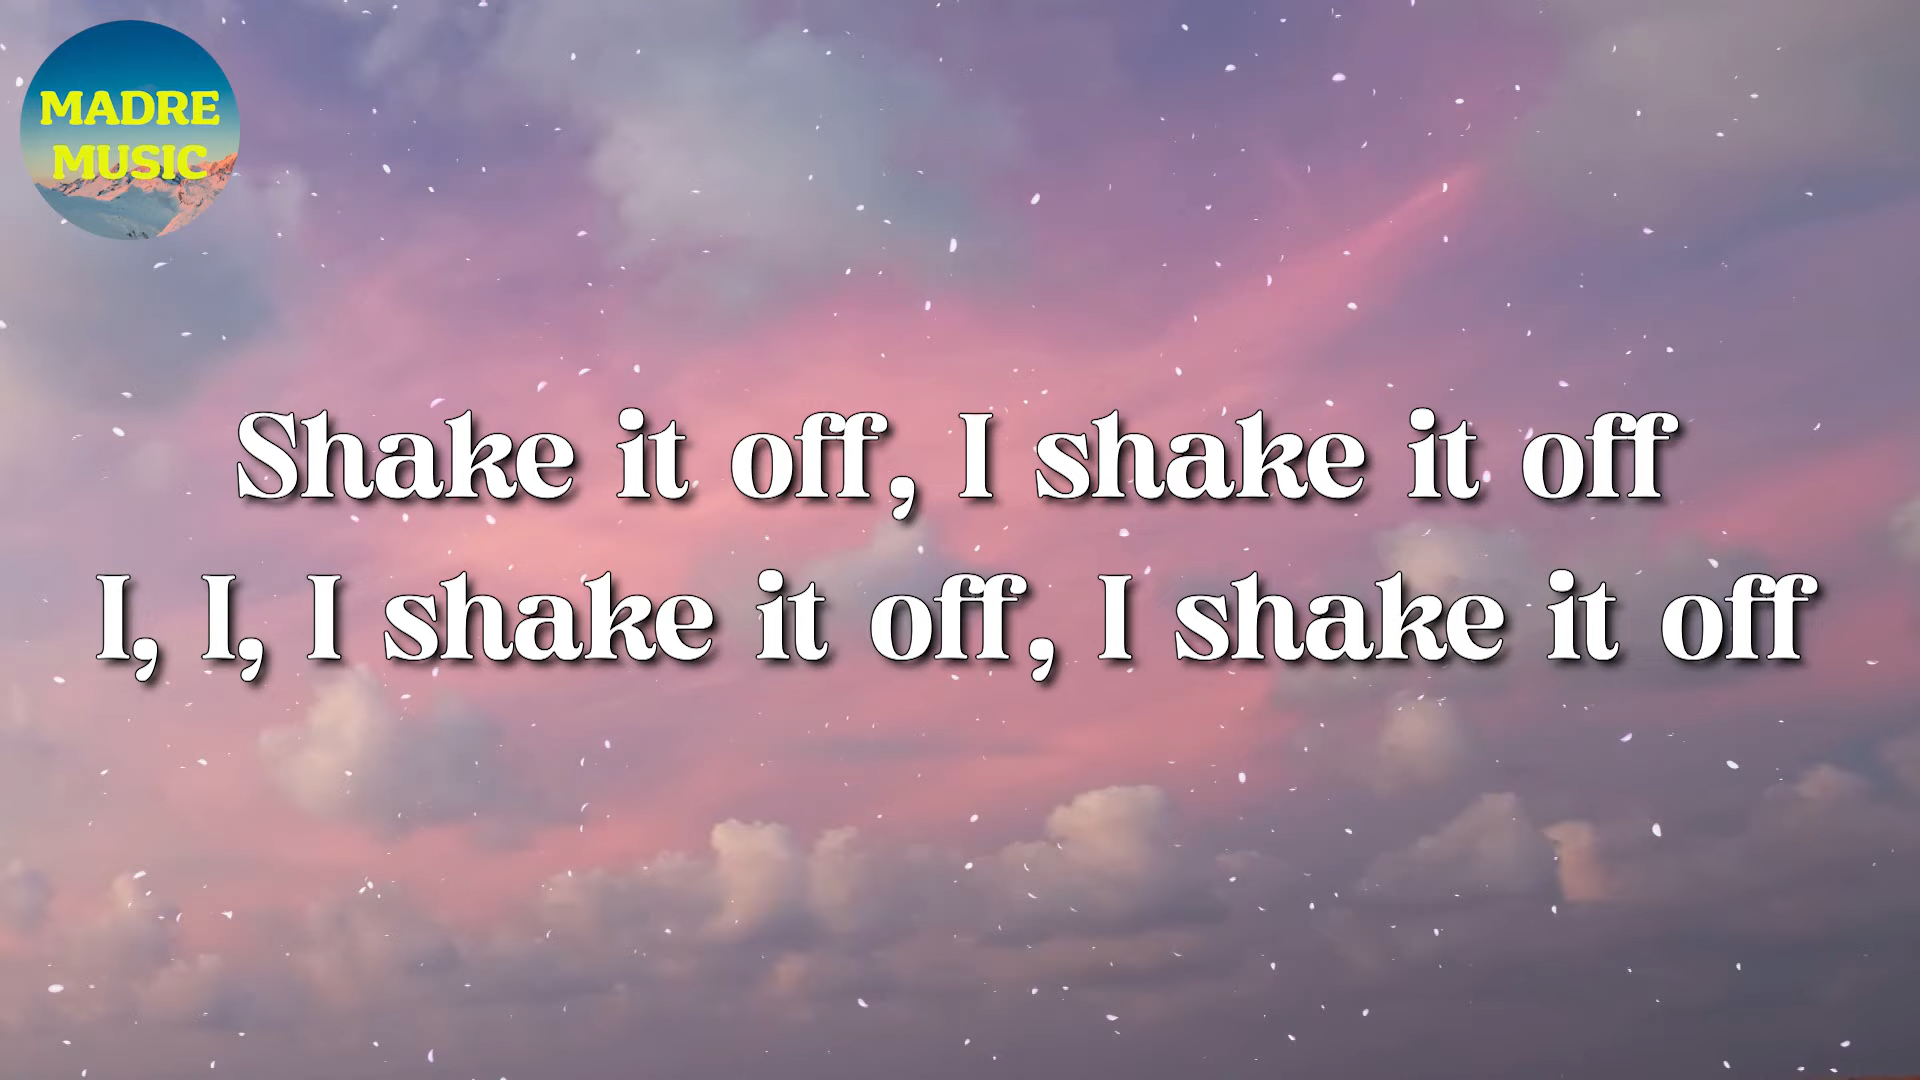 MADRE
MUSIC
Shake it off, I shake it off
I, I, I shake it off, I shake it off